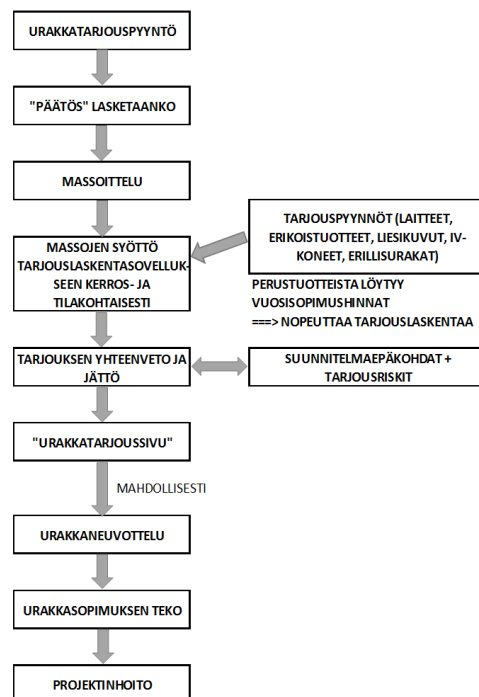 URAKKATARJOUSPYYNTÖ
"PÄÄTÖS" LASKETAANKO
MASSOITTELU
MASSOJEN SYÖTTÖ
TARJOUSLASKENTASOVELLUK-
SEEN KERROS- JA
TILAKOHTAISESTI
TARJOUSPYYNNÖT (LAITTEET,
ERIKOISTUOTTEET, LIESIKUVUT, IV-
KONEET, ERILLISURAKAT)
PERUSTUOTTEISTA LÖYTYY
VUOSISOPIMUSHINNAT
===> NOPEUTTAA TARJOUSLASKENTAA
TARJOUKSEN YHTEENVETO JA
JÄTTÖ
SUUNNITELMAEPÄKOHDAT +
TARJOUSRISKIT
"URAKKATARJOUSSIVU"
MAHDOLLISESTI
URAKKANEUVOTTELU
URAKKASOPIMUKSEN TEKO
PROJEKTINHOITO